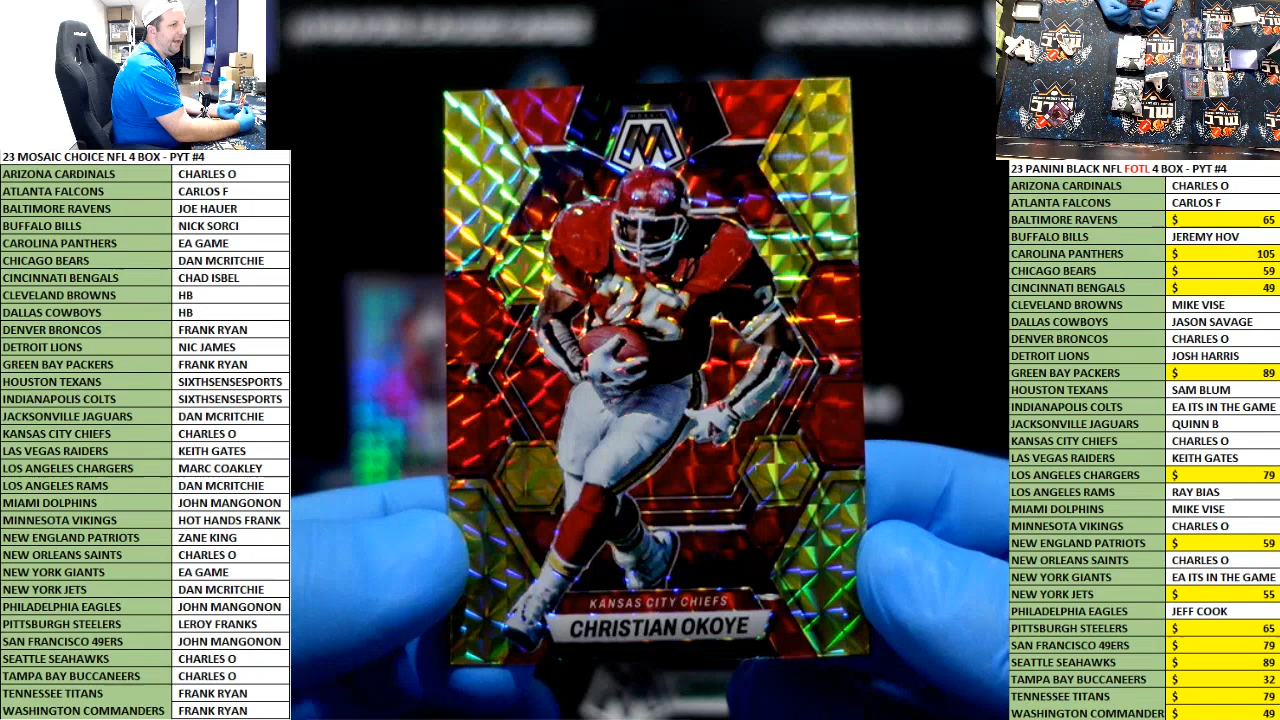 23 MOSAIC CHOICE NFL 4 BOX - PYT #4
ARIZONA CARDINALS CHARLES O
ATLANTA FALCONS CARLOS F
BALTIMORE RAVENS JOE HAUER
BUFFALO BILLS NICK SORCI
CAROLINA PANTHERS EA GAME
CHICAGO BEARS DAN MCRITCHIE
CINCINNATI BENGALS CHAD ISBEL
CLEVELAND BROWNS HB
DALLAS COWBOYS HB
DENVER BRONCOS FRANK RYAN
DETROIT LIONS NIC JAMES
GREEN BAY PACKERS FRANK RYAN
HOUSTON TEXANS SIXTHSENSESPORTS
INDIANAPOLIS COLTS SIXTHSENSESPORTS
JACKSONVILLE JAGUARS DAN MCRITCHIE
KANSAS CITY CHIEFS CHARLES O
LAS VEGAS RAIDERS KEITH GATES
LOS ANGELES CHARGERS MARC COAKLEY
LOS ANGELES RAMS DAN MCRITCHIE
MIAMI DOLPHINS JOHN MANGONON
MINNESOTA VIKINGS HOT HANDS FRANK
NEW ENGLAND PATRIOTS ZANE KING
NEW ORLEANS SAINTS CHARLES O
NEW YORK GIANTS EA GAME
NEW YORK JETS DAN MCRITCHIE
PHILADELPHIA EAGLES JOHN MANGONON
PITTSBURGH STEELERS LEROY FRANKS
SAN FRANCISCO 49ERS JOHN MANGONON
SEATTLE SEAHAWKS CHARLES O
TAMPA BAY BUCCANEERS CHARLES O
TENNESSEE TITANS FRANK RYAN
WASHINGTON COMMANDERS FRANK RYAN
MOSAIC
M
35
KANSAS CITY CHIEFS
CHRISTIAN OKOYE
23 PANINI BLACK NFL FOTL 4 BOX - PYT #4
ARIZONA CARDINALS CHARLES O
ATLANTA FALCONS CARLOS F
BALTIMORE RAVENS $ 65
BUFFALO BILLS JEREMY HOV
CAROLINA PANTHERS $ 105
CHICAGO BEARS $ 59
CINCINNATI BENGALS $ 49
CLEVELAND BROWNS MIKE VISE
DALLAS COWBOYS JASON SAVAGE
DENVER BRONCOS CHARLES O
DETROIT LIONS JOSH HARRIS
GREEN BAY PACKERS $ 89
HOUSTON TEXANS SAM BLUM
INDIANAPOLIS COLTS EA ITS IN THE GAME
JACKSONVILLE JAGUARS QUINN B
KANSAS CITY CHIEFS CHARLES O
LAS VEGAS RAIDERS KEITH GATES
LOS ANGELES CHARGERS $ 79
LOS ANGELES RAMS RAY BIAS
MIAMI DOLPHINS MIKE VISE
MINNESOTA VIKINGS CHARLES O
NEW ENGLAND PATRIOTS $ 59
NEW ORLEANS SAINTS CHARLES O
NEW YORK GIANTS EA ITS IN THE GAME
NEW YORK JETS $ 55
PHILADELPHIA EAGLES JEFF COOK
PITTSBURGH STEELERS $ 65
SAN FRANCISCO 49ERS $ 79
SEATTLE SEAHAWKS $ 89
TAMPA BAY BUCCANEERS $ 32
TENNESSEE TITANS $ 79
WASHINGTON COMMANDER $ 49